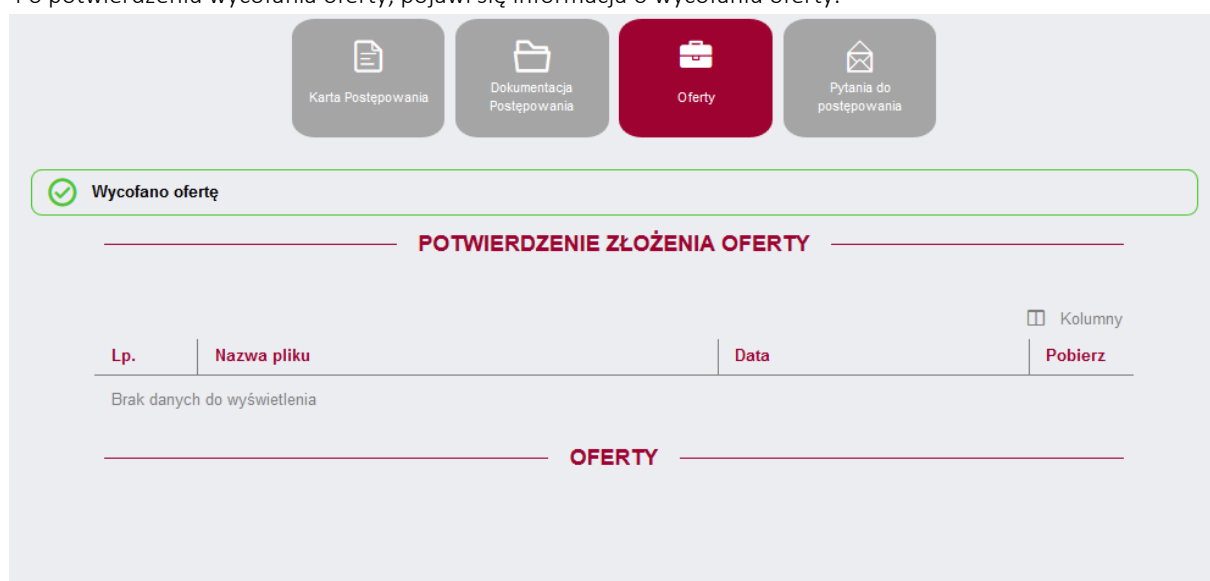 Po potwierdzeniu wycofania oferty, pojawi się informacja o wycofaniu oferty.
Karta Postępowania
Dokumentacja
Postępowania
Oferty
Pytania do
postępowania
Wycofano ofertę
POTWIERDZENIE ZŁOŻENIA OFERTY
Kolumny
Lp. Nazwa pliku Data Pobierz
Brak danych do wyświetlenia
OFERTY